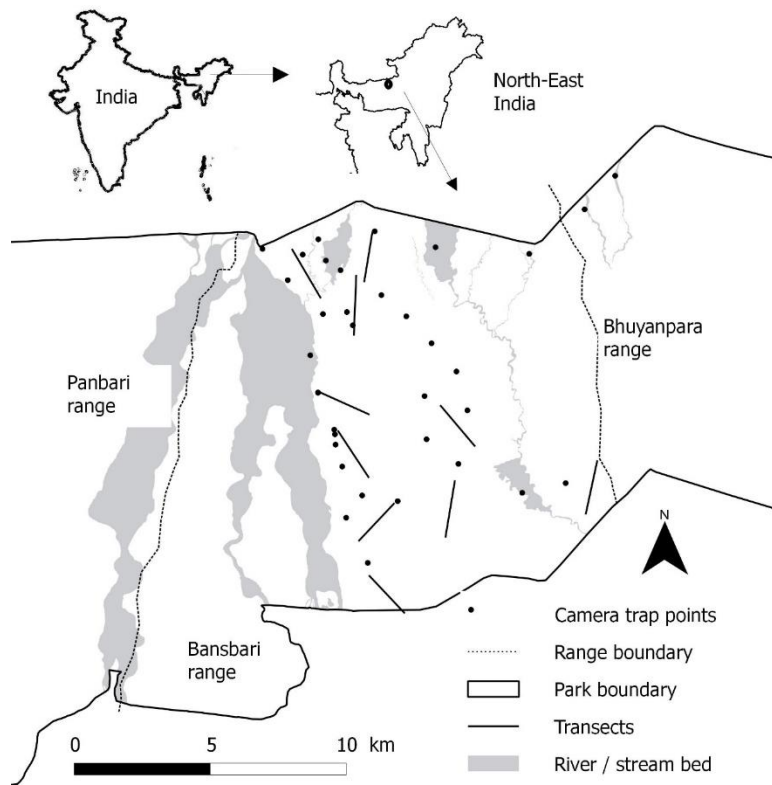 India
North-East
India
Bhuyanpara
range
Panbari
range
N
Bansbari
range
Camera trap points
Range boundary
Park boundary
Transects
River / stream bed
0 5 10 km